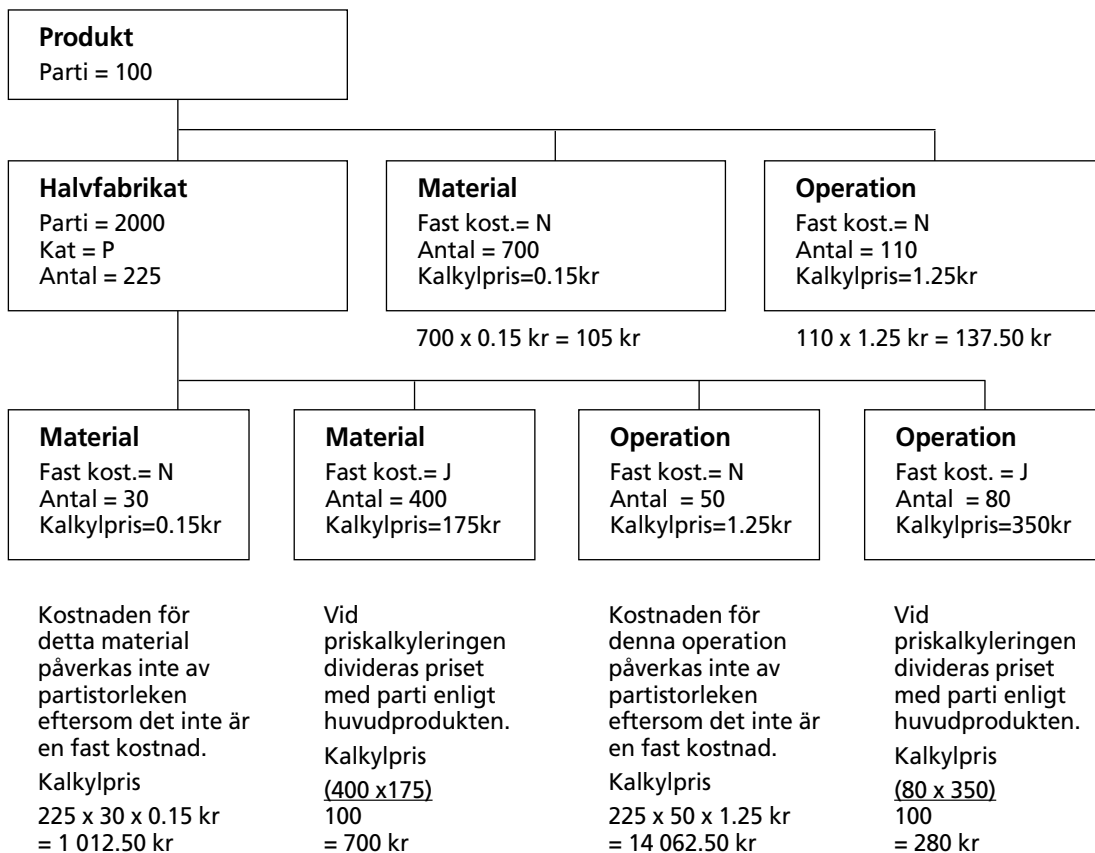 Produkt
Parti = 100
Halvfabrikat
Parti = 2000
Kat = P
Antal = 225
Material
Fast kost.= N
Antal = 700
Kalkylpris=0.15kr
700 x 0.15 kr = 105 kr
Operation
Fast kost.= N
Antal = 110
Kalkylpris=1.25kr
110 x 1.25 kr = 137.50 kr
Material
Fast kost.= N
Antal = 30
Kalkylpris=0.15kr
Kostnaden för
detta material
påverkas inte av
partistorleken
eftersom det inte är
en fast kostnad.
Kalkylpris
225 x 30 x 0.15 kr
= 1 012.50 kr
Material
Fast kost.= J
Antal = 400
Kalkylpris=175kr
Vid
priskalkyleringen
divideras priset
med parti enligt
huvudprodukten.
Kalkylpris
(400 x175)
100
= 700 kr
Operation
Fast kost.= N
Antal = 50
Kalkylpris=1.25kr
Kostnaden för
denna operation
påverkas inte av
partistorleken
eftersom det inte är
en fast kostnad.
Kalkylpris
225 x 50 x 1.25 kr
= 14 062.50 kr
Operation
Fast kost. = J
Antal = 80
Kalkylpris=350kr
Vid
priskalkyleringen
divideras priset
med parti enligt
huvudprodukten.
Kalkylpris
(80 x 350)
100
= 280 kr